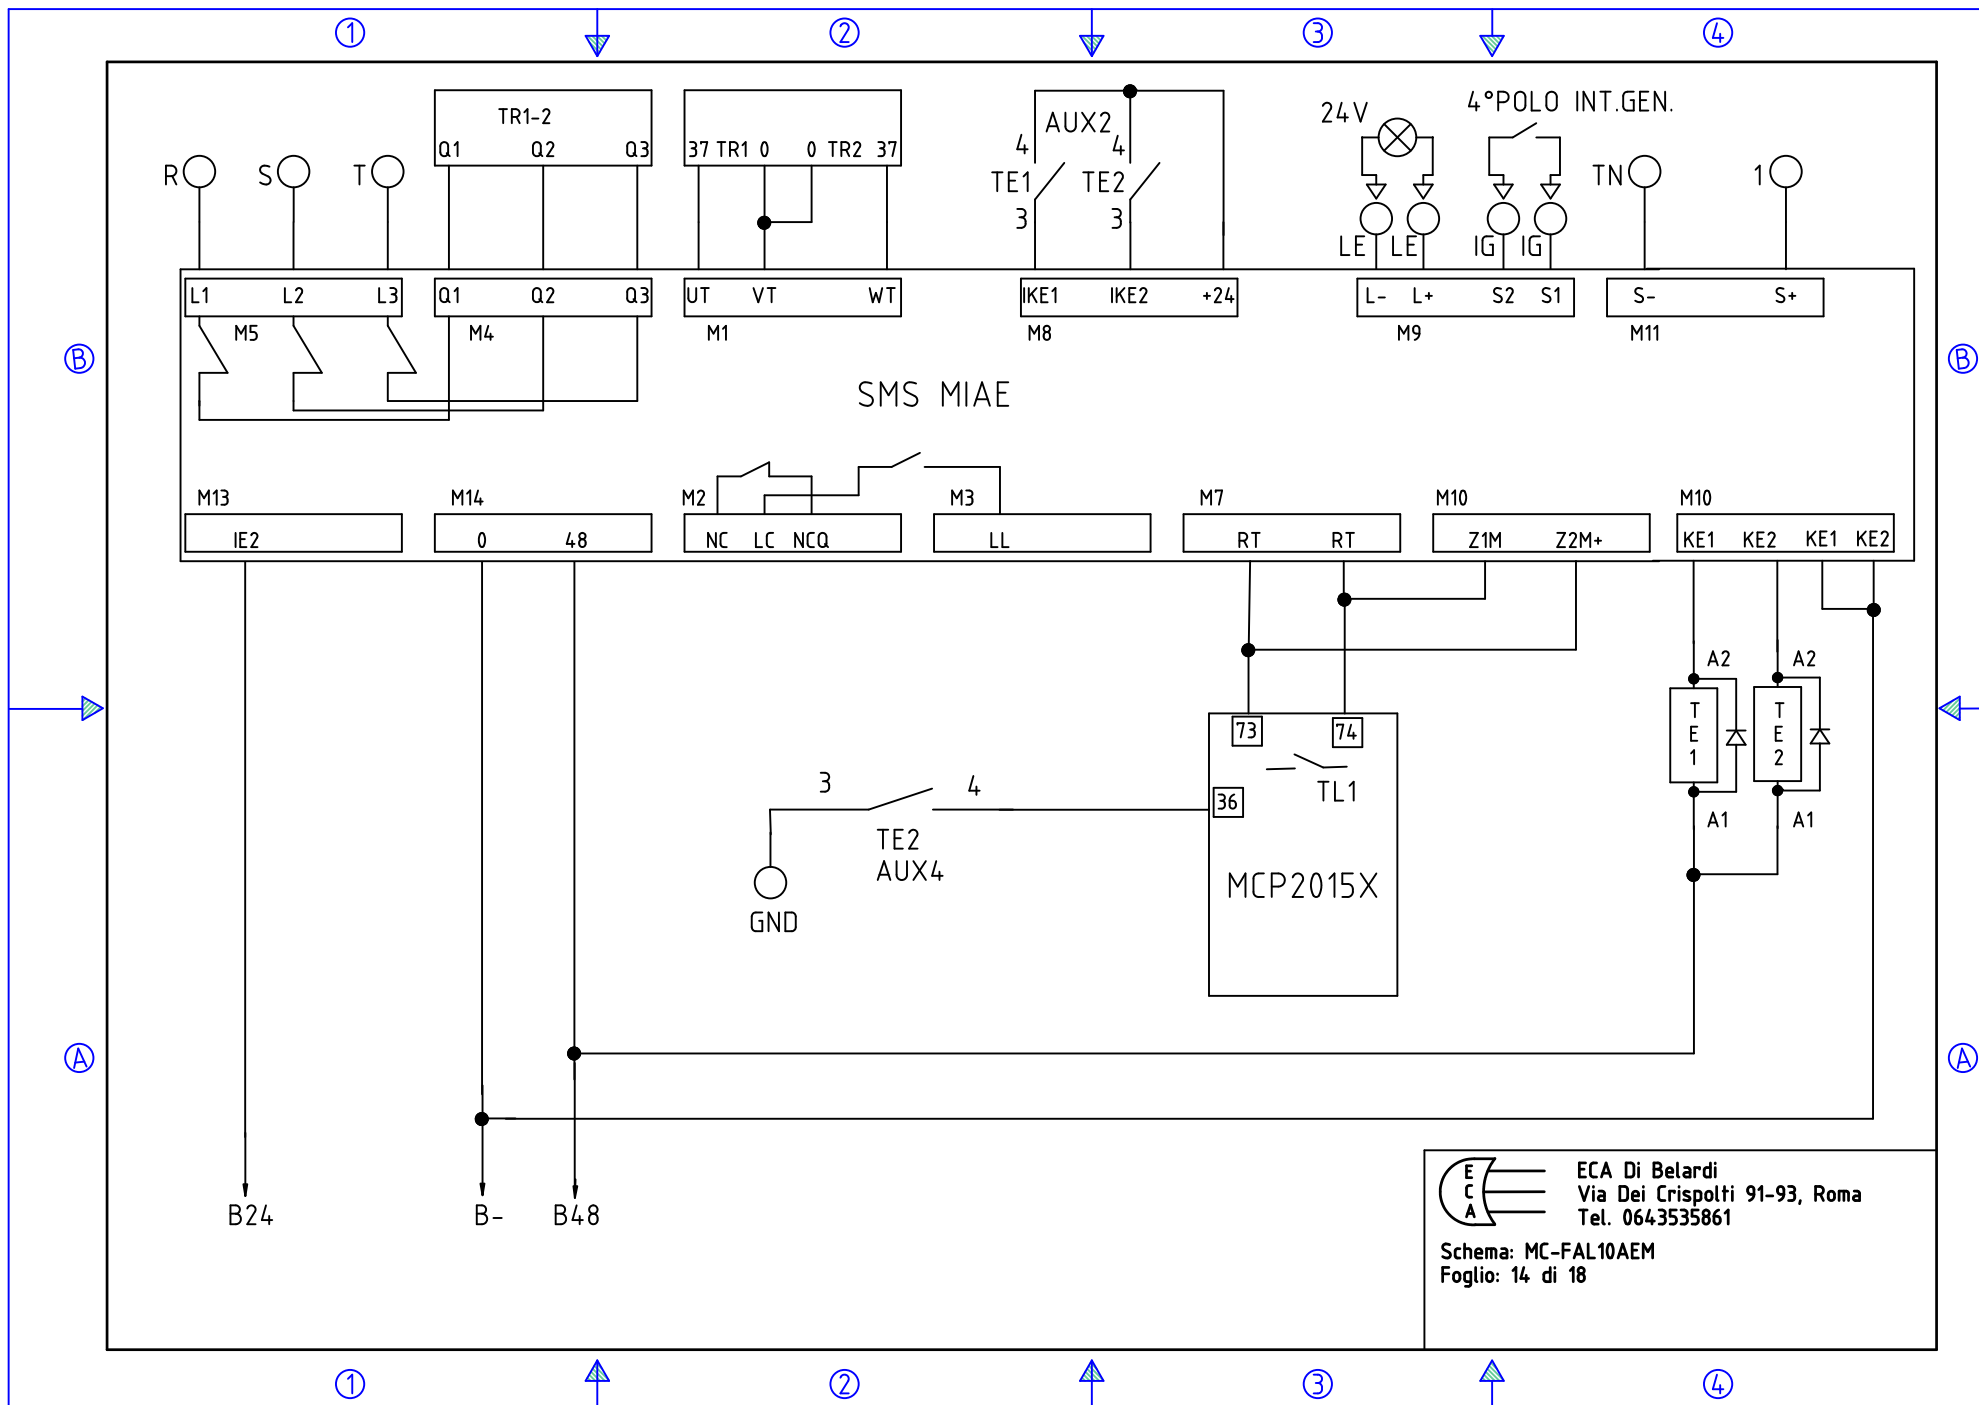 1 2 3 4
TR1-2
Q1 Q2 Q3
37 TR1 0 0 TR2 37
AUX2
4 4
TE1 TE2
3 3
24V
4°POLO INT.GEN.
R S T
TN 1
LE LE IG IG
L1 L2 L3
Q1 Q2 Q3
UT VT WT
IKE1 IKE2 +24
L- L+ S2 S1
S- S+
M5 M4 M1 M8 M9 M11
B B
SMS MIAE
M13 M14 M2 M3 M7 M10 M10
IE2
0 48
NC LC NCQ
LL
RT RT
Z1M Z2M+
KE1 KE2 KE1 KE2
A2 A2
TE1 TE2
A1 A1
73 74
TL1
36
3 4
TE2
AUX4
GND
MCP2015X
A A
B24 B- B48
E
C
A
ECA Di Belardi
Via Dei Crispolti 91-93, Roma
Tel. 0643535861
Schema: MC-FAL10AEM
Foglio: 14 di 18
1 2 3 4